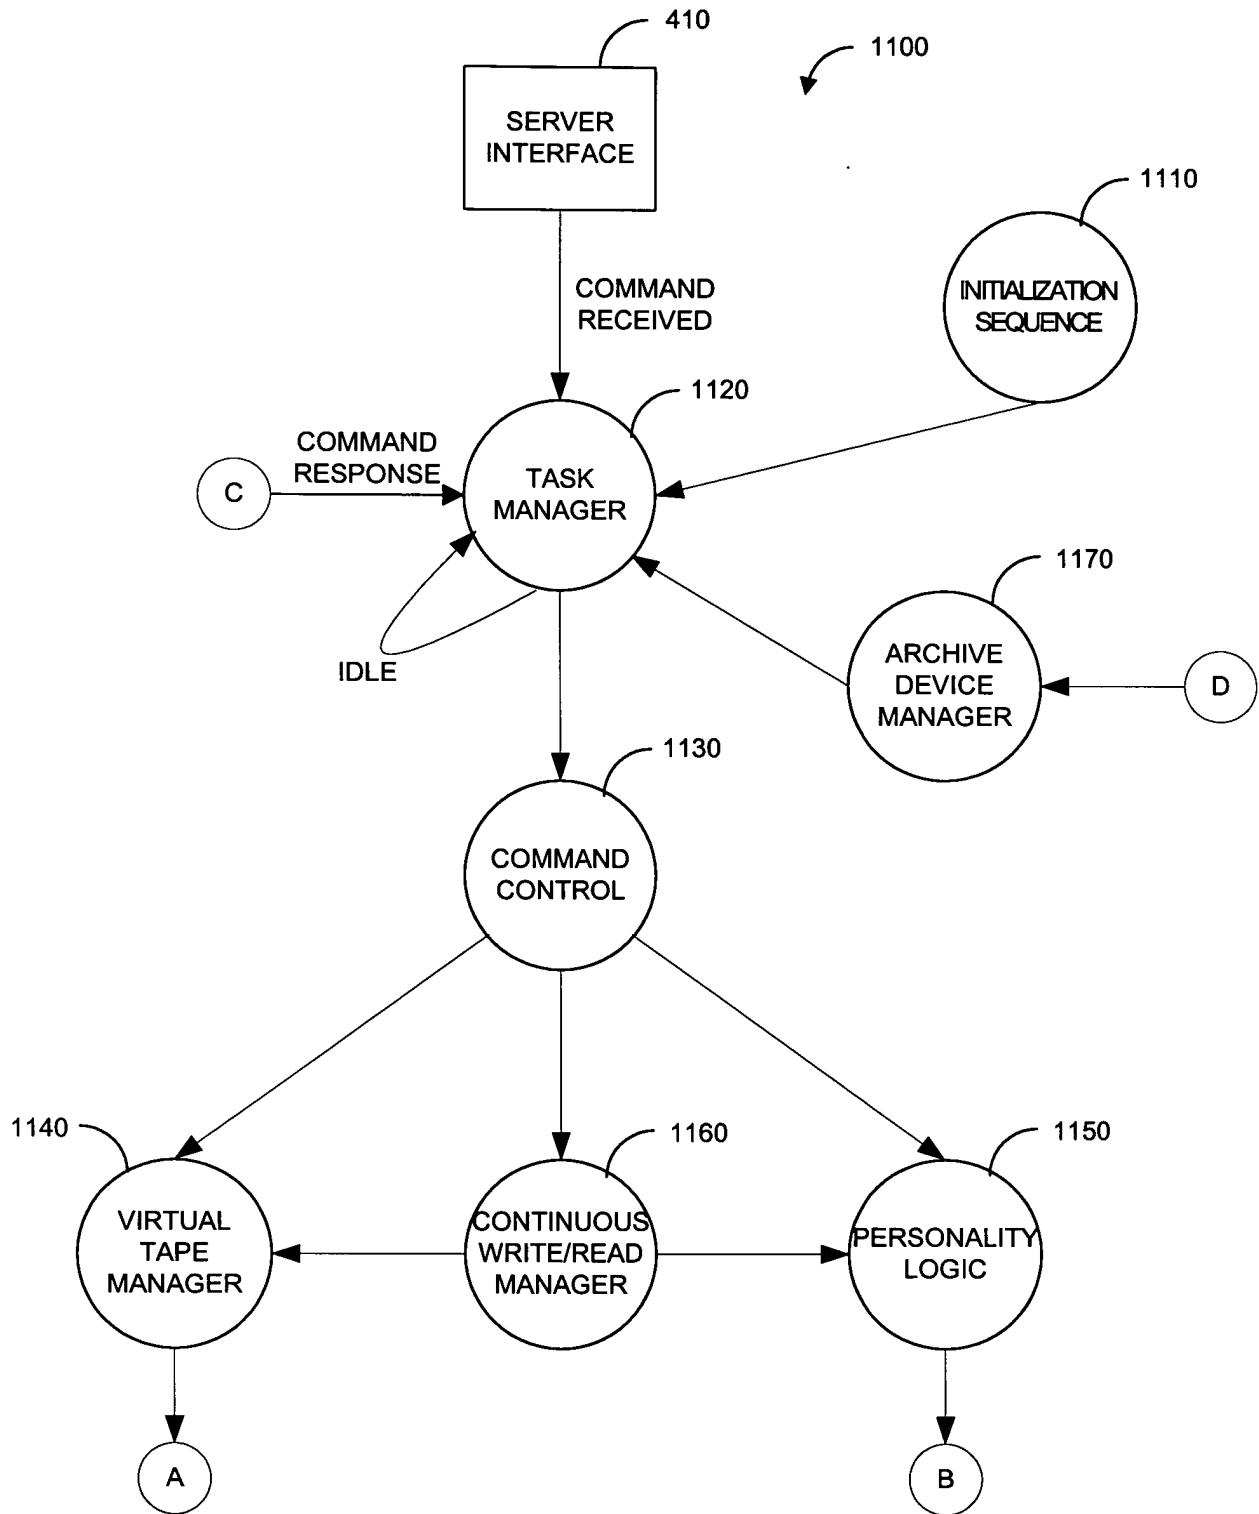 410
1100
SERVER
INTERFACE
1110
INITIALIZATION
SEQUENCE
COMMAND
RECEIVED
1120
COMMAND
RESPONSE
C
TASK
MANAGER
IDLE
1170
ARCHIVE
DEVICE
MANAGER
D
1130
COMMAND
CONTROL
1140
VIRTUAL
TAPE
MANAGER
1160
CONTINUOUS
WRITE/READ
MANAGER
1150
PERSONALITY
LOGIC
A
B